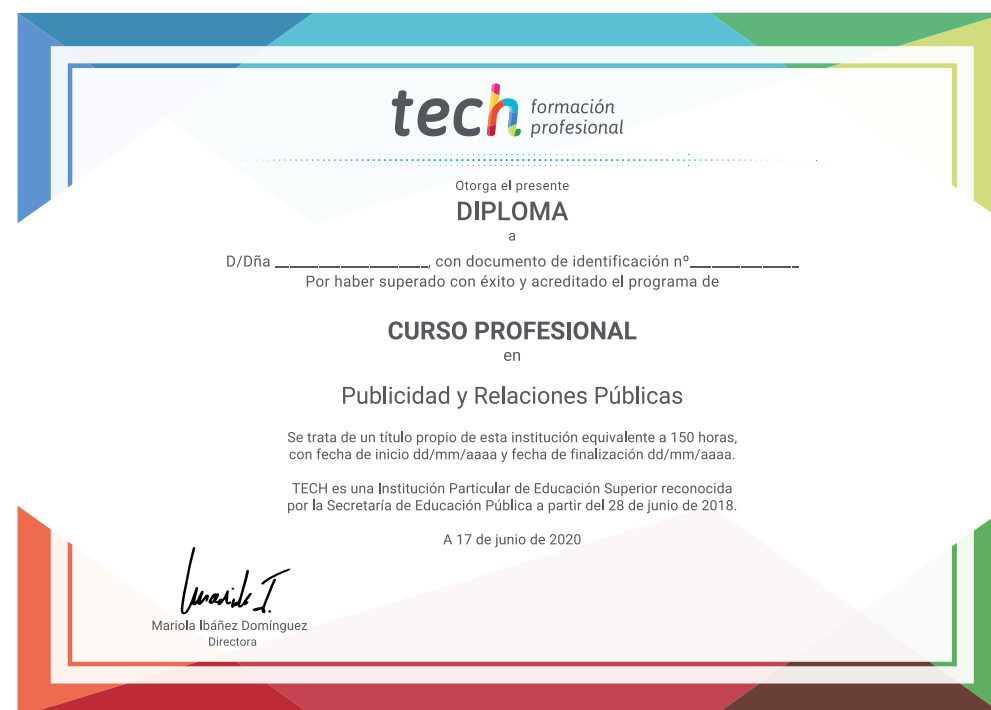 tech formación
profesional
Otorga el presente
DIPLOMA
a
D/Dña ____________________, con documento de identificación nº______________
Por haber superado con éxito y acreditado el programa de
CURSO PROFESIONAL
en
Publicidad y Relaciones Públicas
Se trata de un título propio de esta institución equivalente a 150 horas,
con fecha de inicio dd/mm/aaaa y fecha de finalización dd/mm/aaaa.
TECH es una Institución Particular de Educación Superior reconocida
por la Secretaría de Educación Pública a partir del 28 de junio de 2018.
A 17 de junio de 2020
Mariola Ibáñez Domínguez
Directora